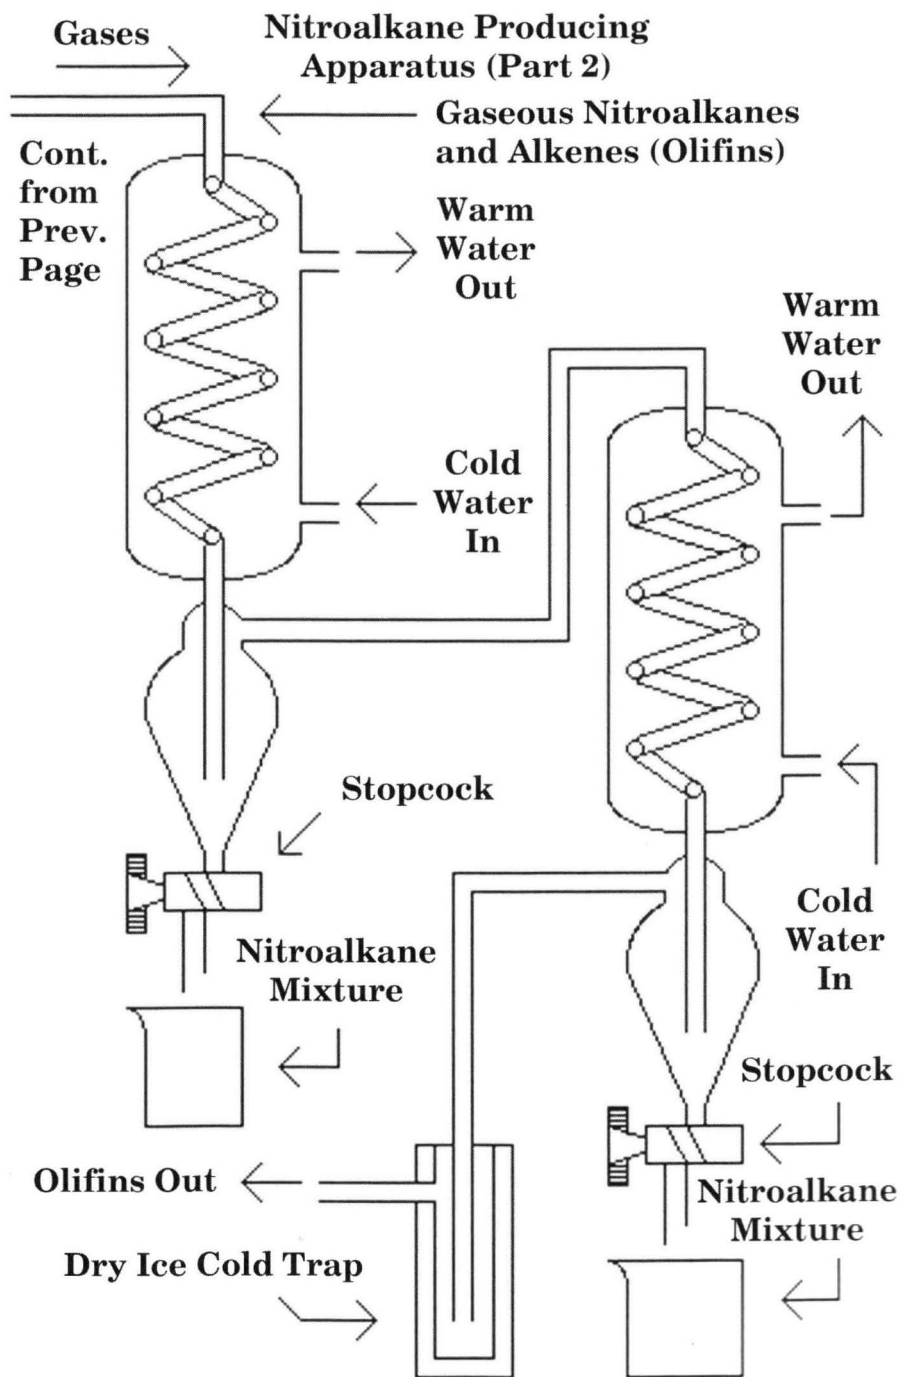 Gases
Nitroalkane Producing
Apparatus (Part 2)
Gaseous Nitroalkanes
and Alkenes (Olifins)
Cont.
from
Prev.
Page
Warm
Water
Out
Warm
Water
Out
Cold
Water
In
Stopcock
Cold
Water
In
Nitroalkane
Mixture
Stopcock
Olifins Out
Nitroalkane
Mixture
Dry Ice Cold Trap